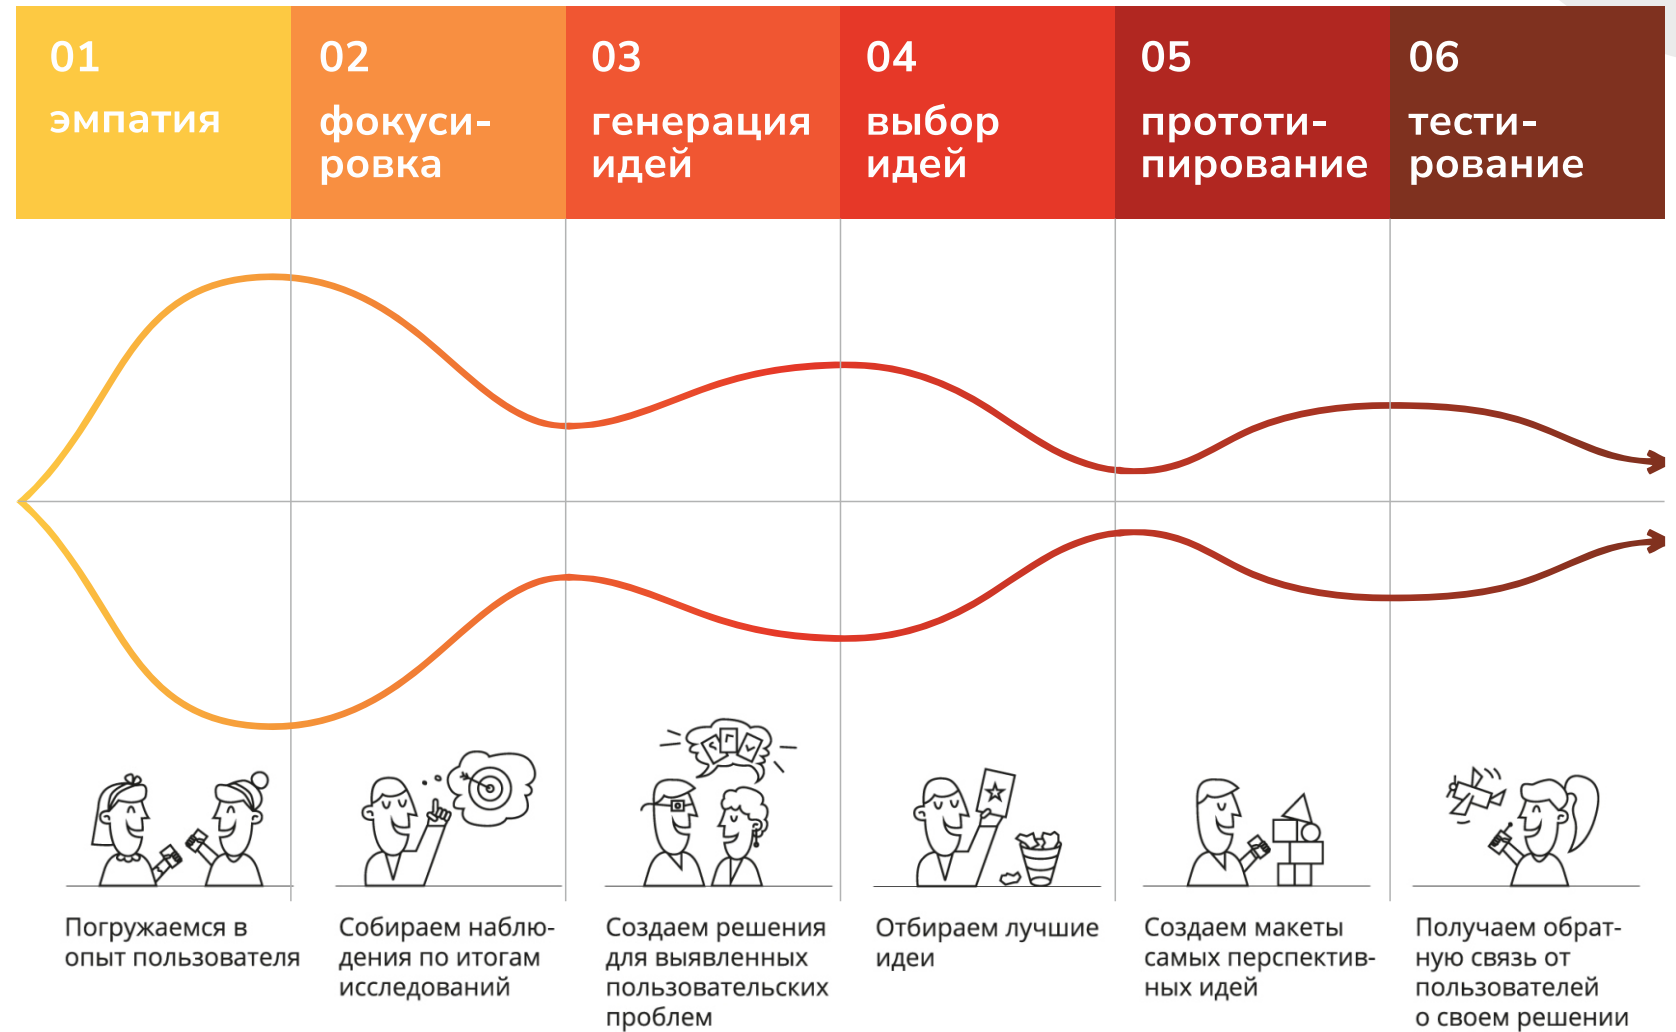 01
эмпатия
02
фокуси-
ровка
03
генерация
идей
04
выбор
идей
05
прототи-
пирование
06
тести-
рование
Погружаемся в
опыт пользователя
Собираем наблю-
дения по итогам
исследований
Создаем решения
для выявленных
пользовательских
проблем
Отбираем лучшие
идеи
Создаем макеты
самых перспектив-
ных идей
Получаем обрат-
ную связь от
пользователей
о своем решении